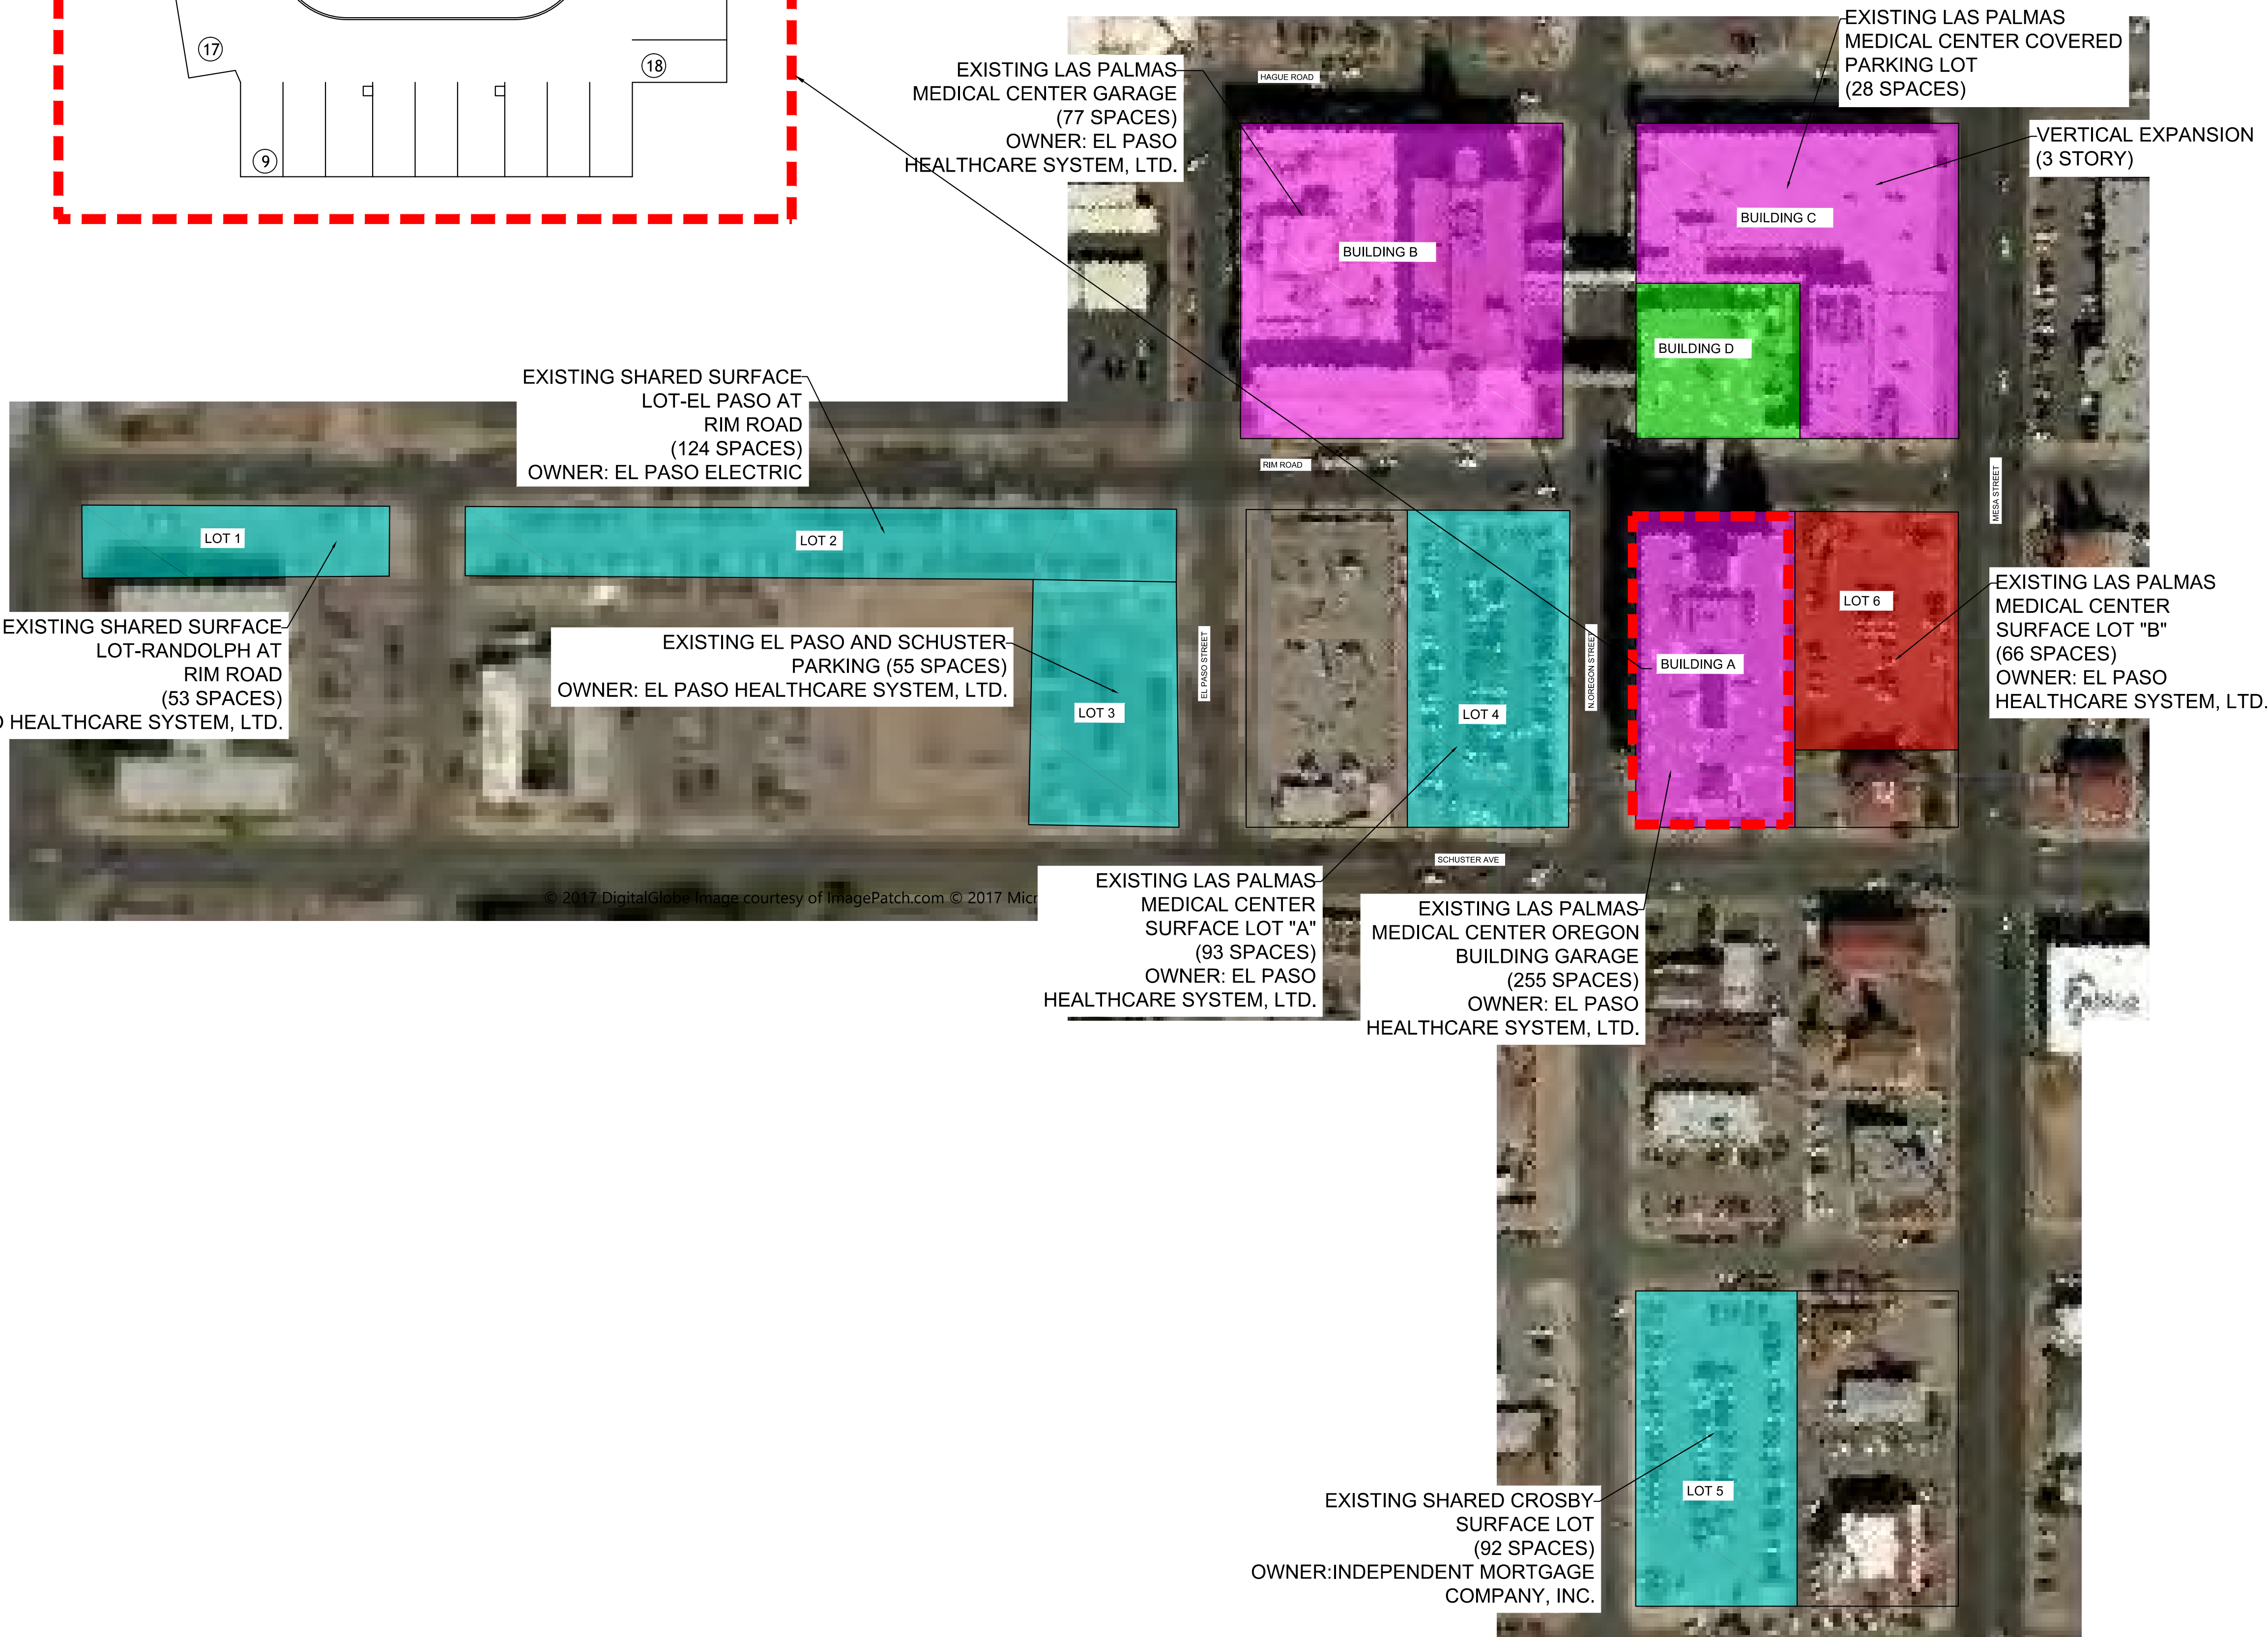 17
18
9
EXISTING LAS PALMAS
MEDICAL CENTER GARAGE
(77 SPACES)
OWNER: EL PASO
HEALTHCARE SYSTEM, LTD.
HAGUE ROAD
EXISTING LAS PALMAS
MEDICAL CENTER COVERED
PARKING LOT
(28 SPACES)
VERTICAL EXPANSION
(3 STORY)
BUILDING B
BUILDING C
BUILDING D
EXISTING SHARED SURFACE
LOT-EL PASO AT
RIM ROAD
(124 SPACES)
OWNER: EL PASO ELECTRIC
RIM ROAD
MESA STREET
LOT 1
LOT 2
EXISTING SHARED SURFACE
LOT-RANDOLPH AT
RIM ROAD
(53 SPACES)
HEALTHCARE SYSTEM, LTD.
EXISTING EL PASO AND SCHUSTER
PARKING (55 SPACES)
OWNER: EL PASO HEALTHCARE SYSTEM, LTD.
LOT 3
EL PASO STREET
LOT 4
N.OREGON STREET
BUILDING A
LOT 6
EXISTING LAS PALMAS
MEDICAL CENTER
SURFACE LOT "B"
(66 SPACES)
OWNER: EL PASO
HEALTHCARE SYSTEM, LTD.
SCHUSTER AVE
© 2017 DigitalGlobe Image courtesy of ImagePatch.com © 2017 Micr
EXISTING LAS PALMAS
MEDICAL CENTER
SURFACE LOT "A"
(93 SPACES)
OWNER: EL PASO
HEALTHCARE SYSTEM, LTD.
EXISTING LAS PALMAS
MEDICAL CENTER OREGON
BUILDING GARAGE
(255 SPACES)
OWNER: EL PASO
HEALTHCARE SYSTEM, LTD.
LOT 5
EXISTING SHARED CROSBY
SURFACE LOT
(92 SPACES)
OWNER:INDEPENDENT MORTGAGE
COMPANY, INC.